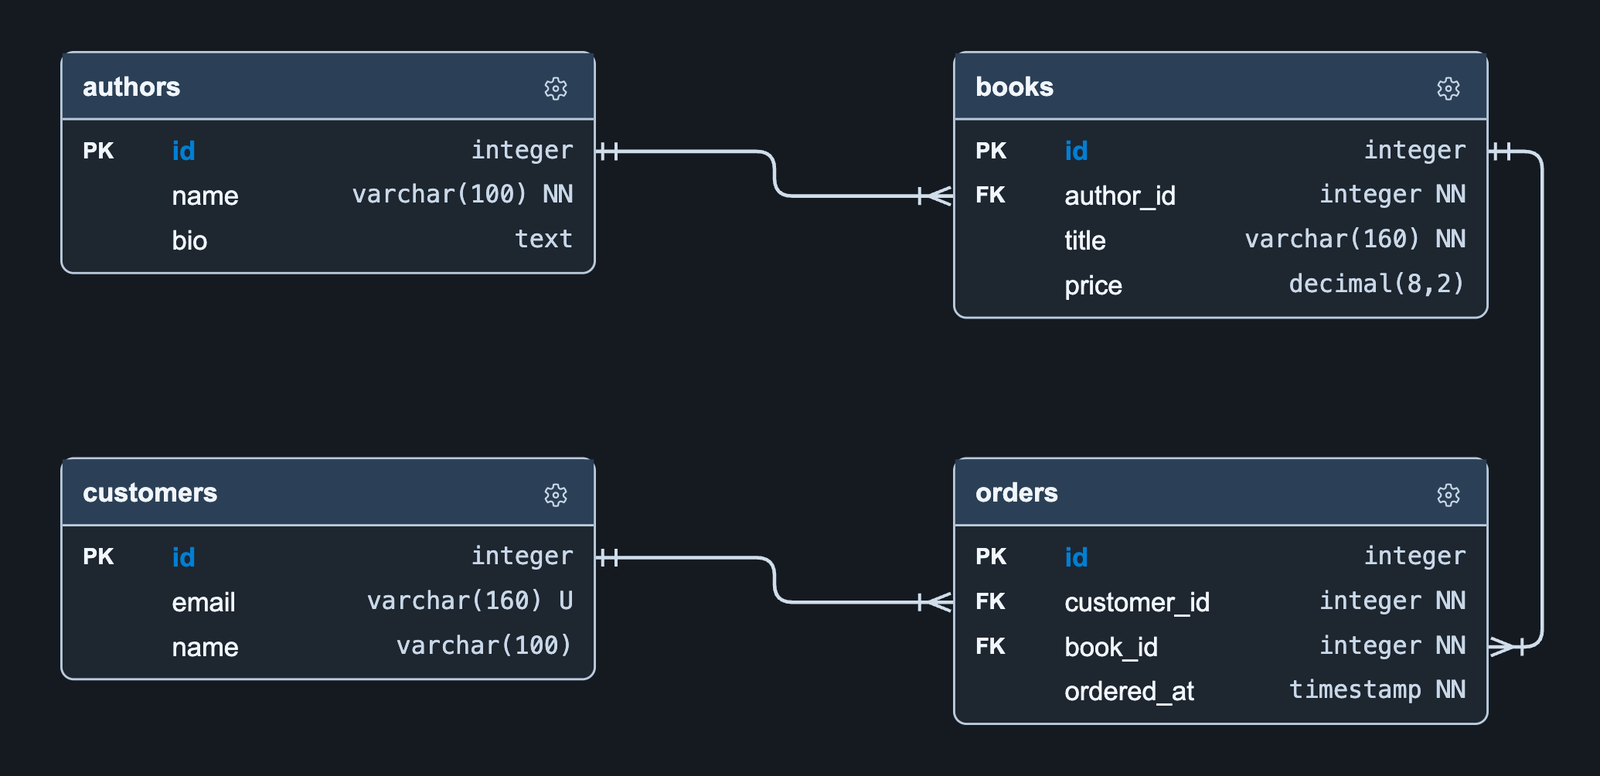 authors
PK id integer
name varchar(100) NN
bio text
books
PK id integer
FK author_id integer NN
title varchar(160) NN
price decimal(8,2)
customers
PK id integer
email varchar(160) U
name varchar(100)
orders
PK id integer
FK customer_id integer NN
FK book_id integer NN
ordered_at timestamp NN